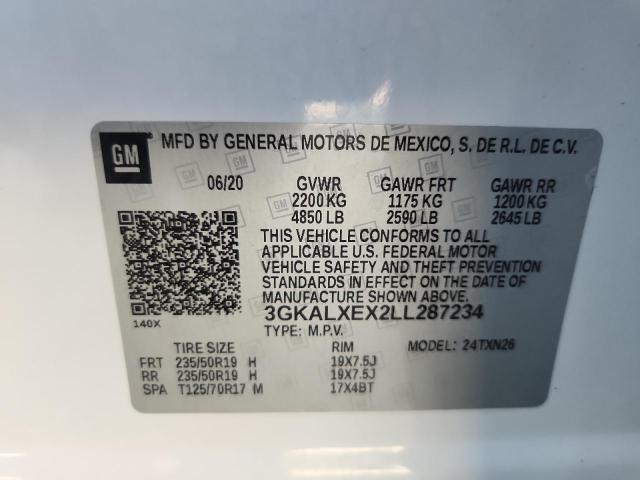 GM MFD BY GENERAL MOTORS DE MEXICO, S. DE R.L. DE C.V.
06/20 GVWR GAWR FRT GAWR RR
2200 KG 1175 KG 1200 KG
4850 LB 2590 LB 2645 LB
THIS VEHICLE CONFORMS TO ALL
APPLICABLE U.S. FEDERAL MOTOR
VEHICLE SAFETY AND THEFT PREVENTION
STANDARDS IN EFFECT ON THE DATE OF
MANUFACTURE SHOWN ABOVE.
3GKALXEX2LL287234
140X TYPE: M.P.V. MODEL: 24TXN26
TIRE SIZE RIM
FRT 235/50R19 H 19X7.5J
RR 235/50R19 H 19X7.5J
SPA T125/70R17 M 17X4BT